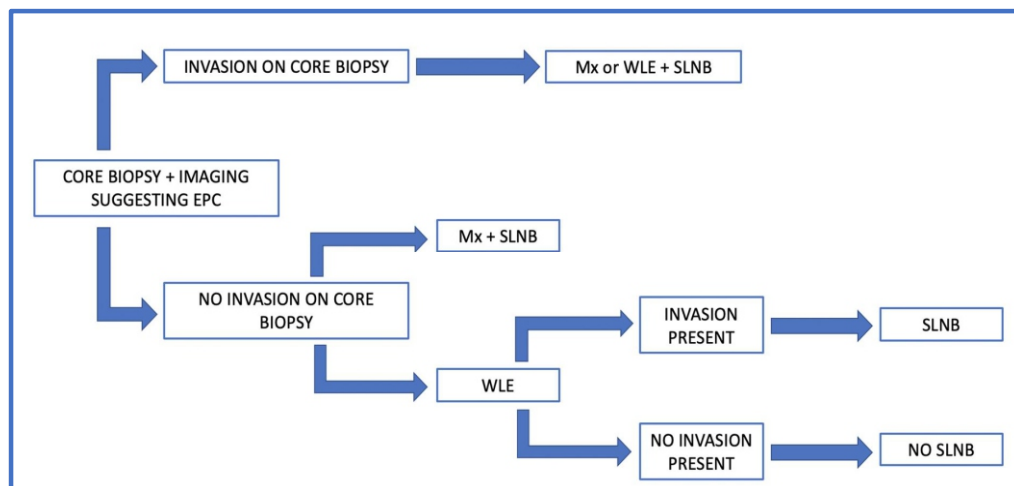 INVASION ON CORE BIOPSY
Mx or WLE + SLNB
CORE BIOPSY + IMAGING
SUGGESTING EPC
Mx + SLNB
NO INVASION ON CORE
BIOPSY
INVASION
PRESENT
SLNB
WLE
NO INVASION
PRESENT
NO SLNB